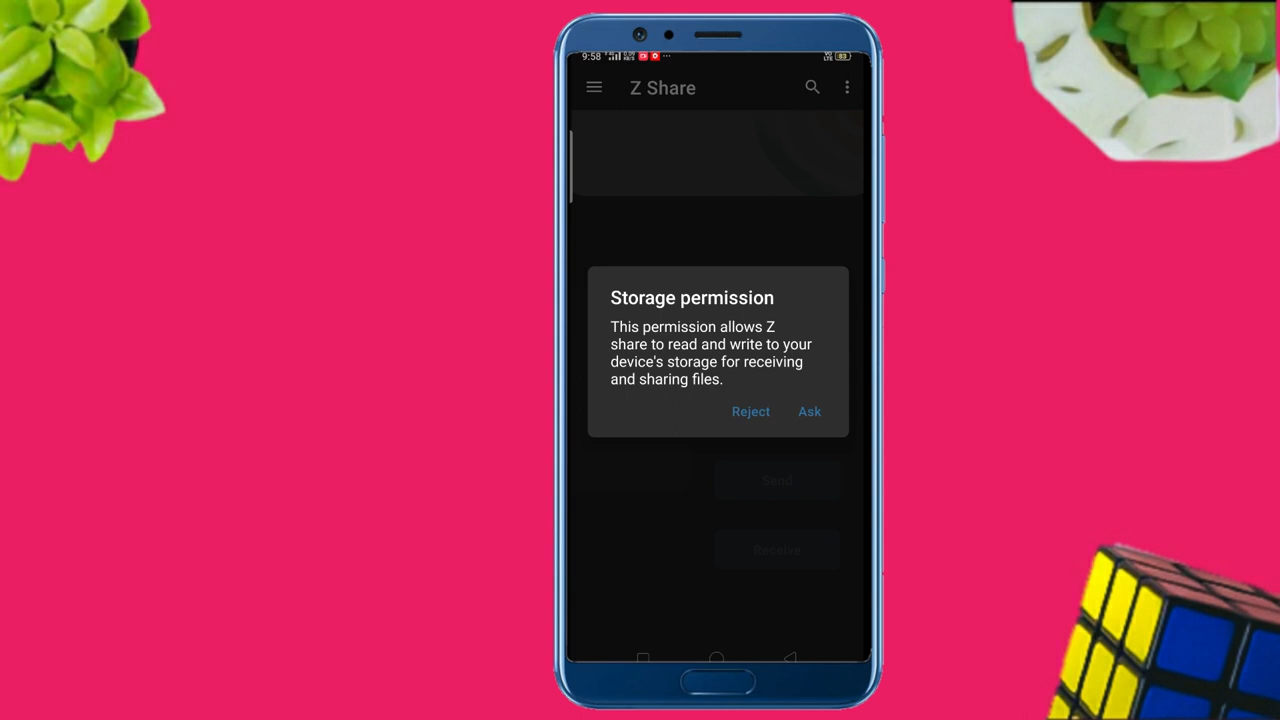 9:58
Z Share
Storage permission
This permission allows Z
share to read and write to your
device's storage for receiving
and sharing files.
Reject Ask
Send
Receive